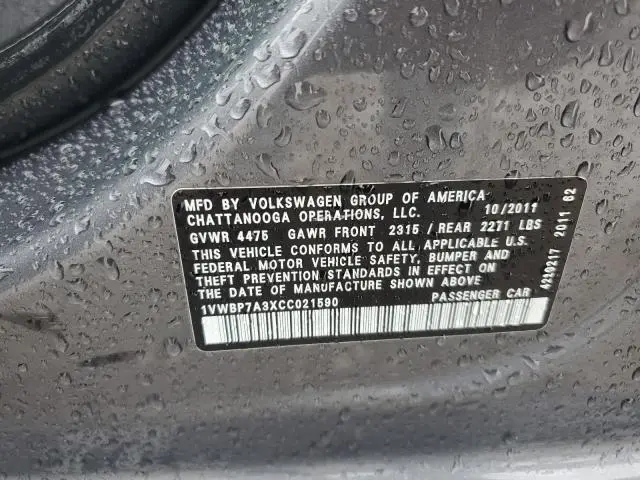 MFD BY VOLKSWAGEN GROUP OF AMERICA
CHATTANOOGA OPERATIONS, LLC. 10/2011
GVWR 4475 GAWR FRONT 2315 / REAR 2271 LBS
THIS VEHICLE CONFORMS TO ALL APPLICABLE U.S.
FEDERAL MOTOR VEHICLE SAFETY, BUMPER AND
THEFT PREVENTION STANDARDS IN EFFECT ON
THE DATE OF MANUFACTURE SHOWN ABOVE
1VWBP7A3XCC021590 PASSENGER CAR
4219217 2011 62